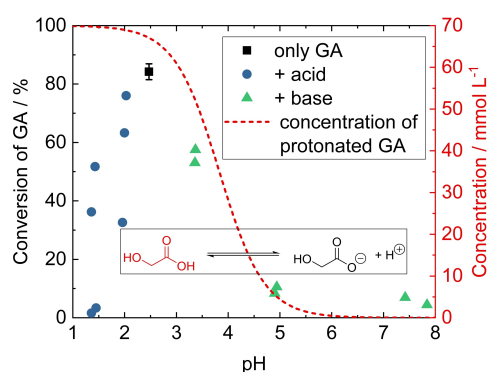 100
80
60
40
20
0
Conversion of GA / %
only GA
+ acid
+ base
concentration of
protonated GA
HO O OH
HO O O⊖ + H⊕
70
60
50
40
30
20
10
0
Concentration / mmol L⁻¹
1 2 3 4 5 6 7 8
pH